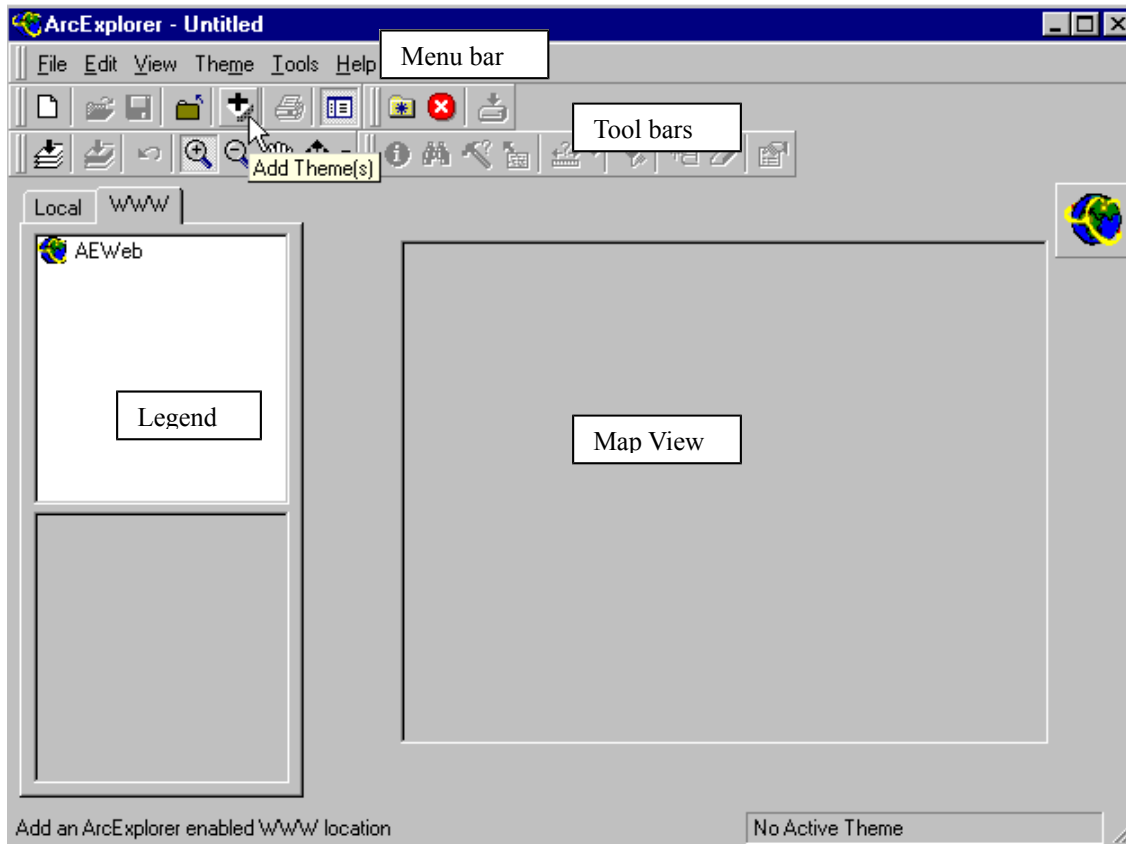 ArcExplorer - Untitled
File Edit View Theme Tools Help
Menu bar
Tool bars
Add Theme(s)
Local WWW
AEWeb
Legend
Map View
Add an ArcExplorer enabled WWW location
No Active Theme